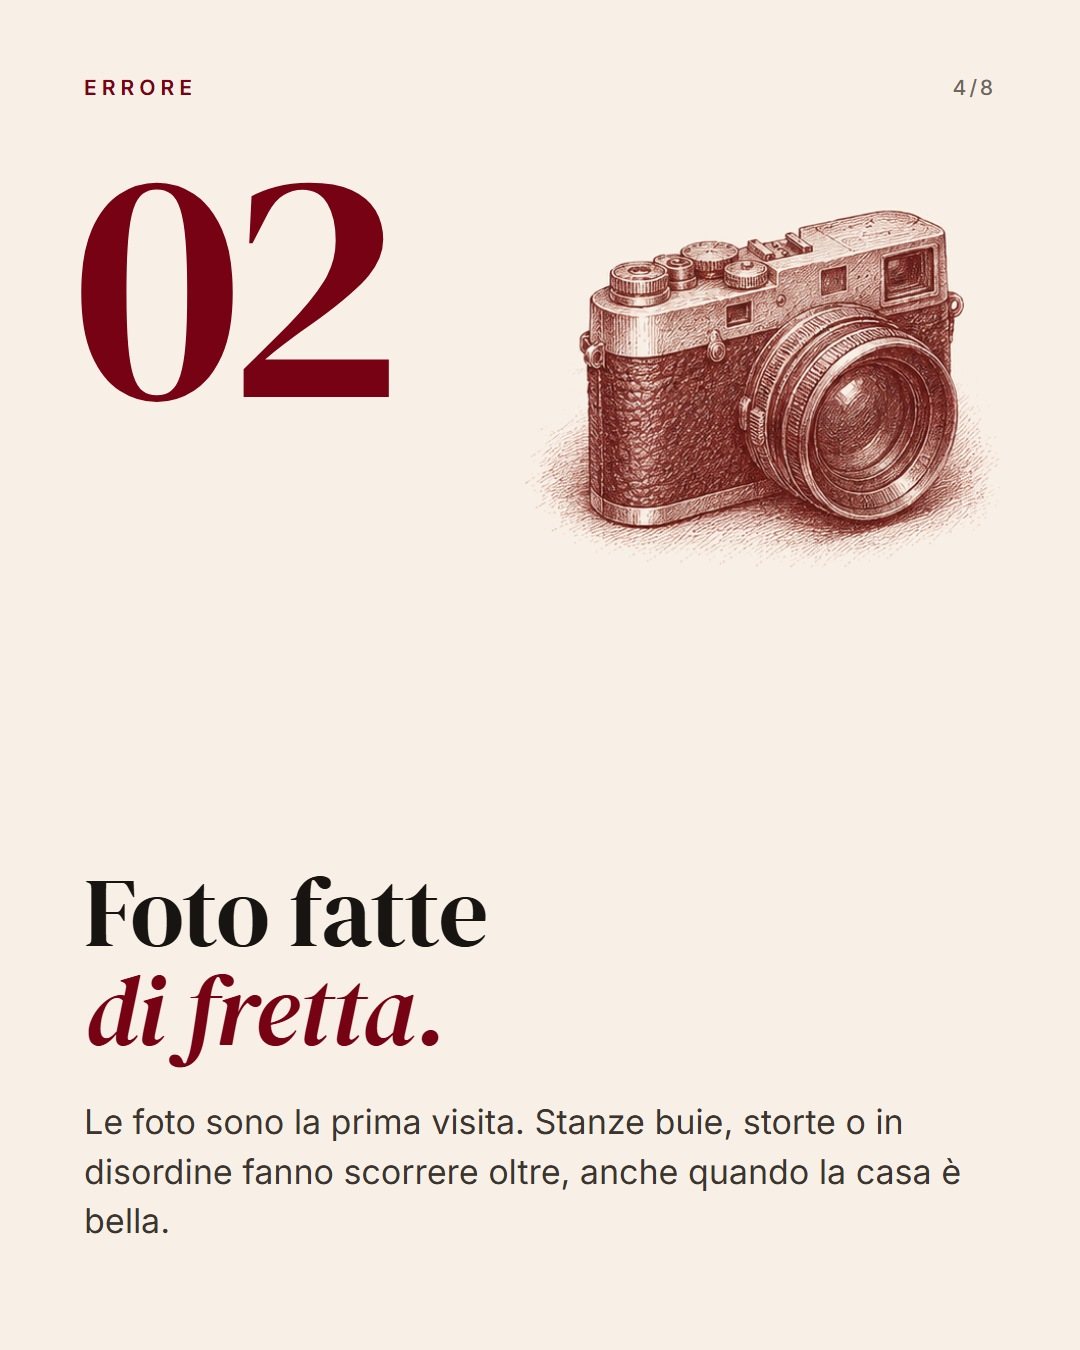 ERRORE
4/8
02
Foto fatte
di fretta.
Le foto sono la prima visita. Stanze buie, storte o in
disordine fanno scorrere oltre, anche quando la casa è
bella.